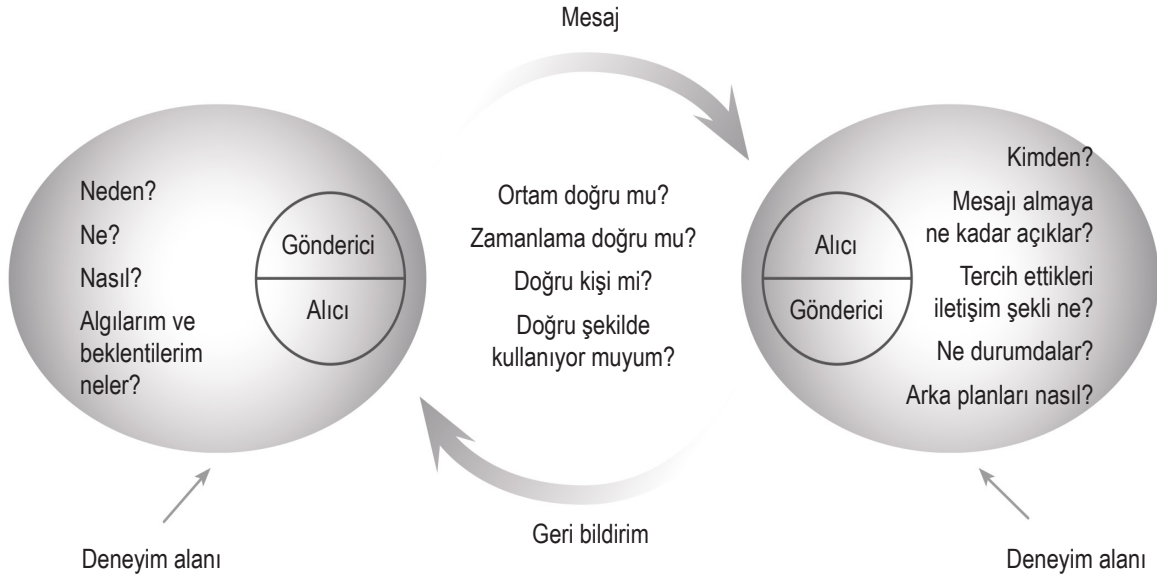 Mesaj
Neden?
Ne?
Nasıl?
Algılarım ve
beklentilerim
neler?
Gönderici
Alıcı
Ortam doğru mu?
Zamanlama doğru mu?
Doğru kişi mi?
Doğru şekilde
kullanıyor muyum?
Alıcı
Gönderici
Kimden?
Mesajı almaya
ne kadar açıklar?
Tercih ettikleri
iletişim şekli ne?
Ne durumdalar?
Arka planları nasıl?
Geri bildirim
Deneyim alanı
Deneyim alanı